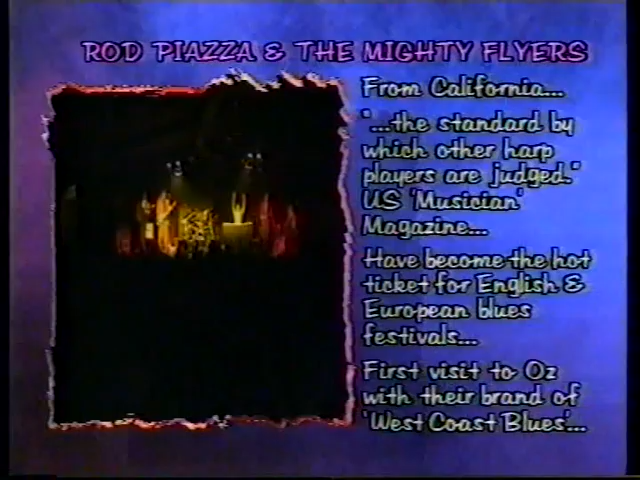 ROD PIAZZA & THE MIGHTY FLYERS
From California...
"...the standard by
which other harp
players are judged."
US 'Musician'
Magazine...
Have become the hot
ticket for English &
European blues
festivals...
First visit to Oz
with their brand of
'West Coast Blues'...